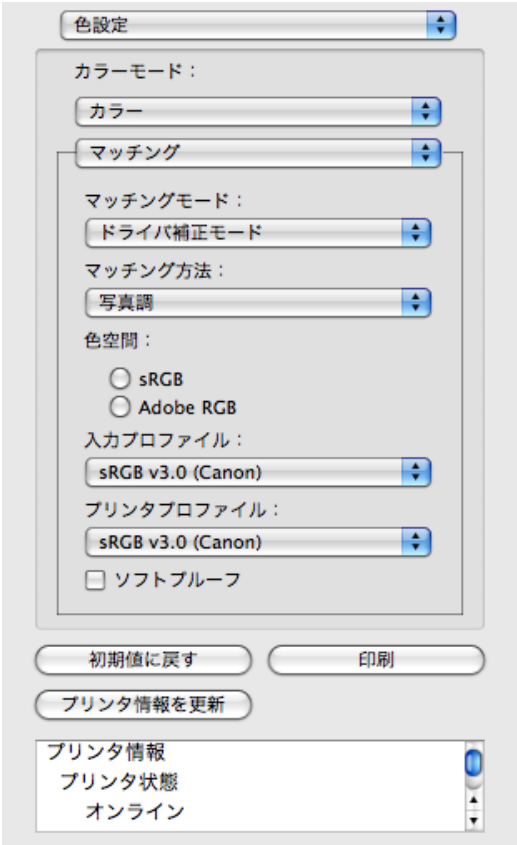 色設定
カラーモード：
カラー
マッチング
マッチングモード：
ドライバ補正モード
マッチング方法：
写真調
色空間：
sRGB
Adobe RGB
入力プロファイル：
sRGB v3.0 (Canon)
プリンタプロファイル：
sRGB v3.0 (Canon)
ソフトプルーフ
初期値に戻す
印刷
プリンタ情報を更新
プリンタ情報
プリンタ状態
オンライン